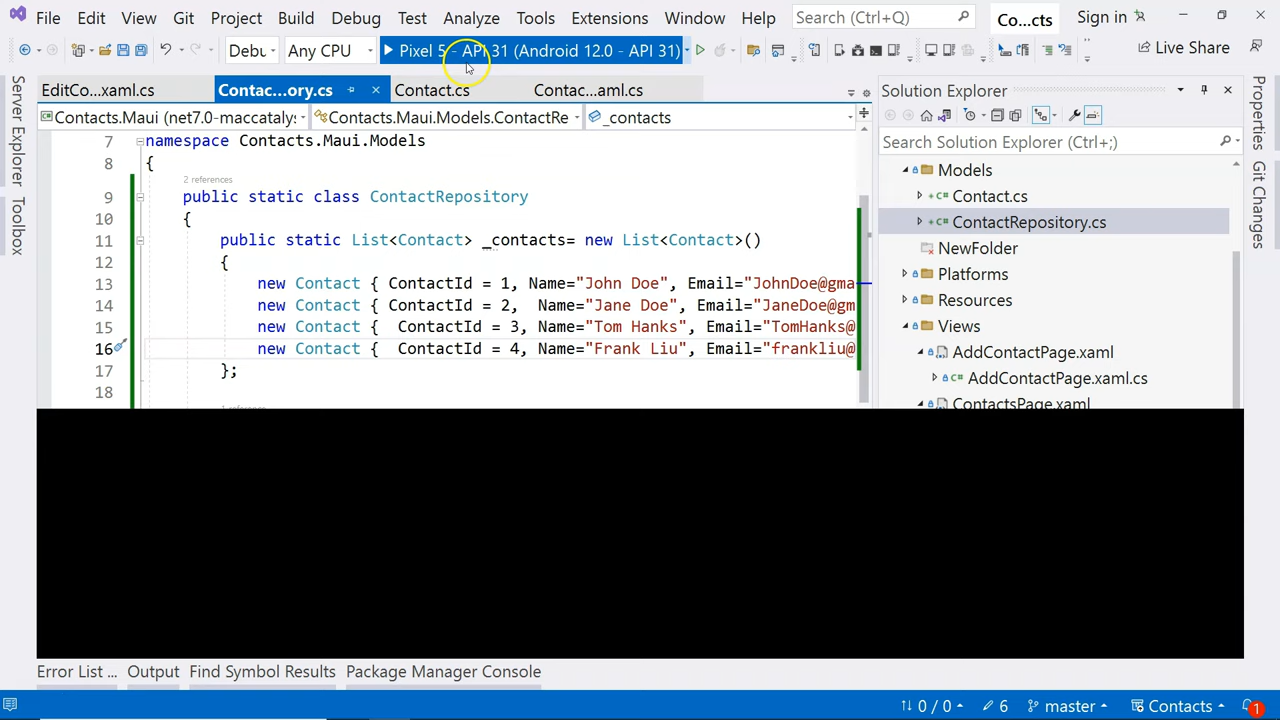 File Edit View Git Project Build Debug Test Analyze Tools Extensions Window Help Search (Ctrl+Q) Co...cts Sign in
Debu Any CPU Pixel 5 - API 31 (Android 12.0 - API 31) Live Share
EditCo...xaml.cs Contac...ory.cs Contact.cs Contac...aml.cs
Contacts.Maui (net7.0-maccataly Contacts.Maui.Models.ContactRe _contacts
7 namespace Contacts.Maui.Models
8 {
2 references
9 public static class ContactRepository
10 {
11 public static List<Contact> _contacts= new List<Contact>()
12 {
13 new Contact { ContactId = 1, Name="John Doe", Email="JohnDoe@gma
14 new Contact { ContactId = 2, Name="Jane Doe", Email="JaneDoe@gm
15 new Contact { ContactId = 3, Name="Tom Hanks", Email="TomHanks@
16 new Contact { ContactId = 4, Name="Frank Liu", Email="frankliu@
17 };
18
Solution Explorer
Search Solution Explorer (Ctrl+;)
Models
Contact.cs
ContactRepository.cs
NewFolder
Platforms
Resources
Views
AddContactPage.xaml
AddContactPage.xaml.cs
ContactsPage.xaml
Server Explorer
Toolbox
Properties
Git Changes
Error List ... Output Find Symbol Results Package Manager Console
0 / 0 6 master Contacts 1